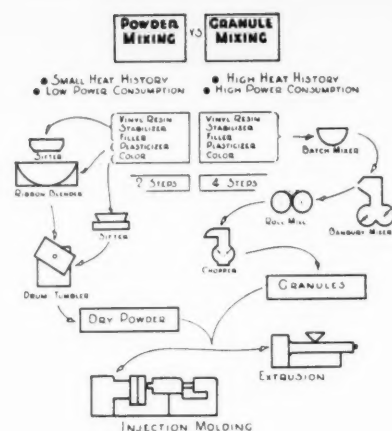 POWDER
MIXING
VS
GRANULE
MIXING
SMALL HEAT HISTORY
LOW POWER CONSUMPTION
HIGH HEAT HISTORY
HIGH POWER CONSUMPTION
VINYL RESIN
STABILIZER
FILLER
PLASTICIZER
COLOR
VINYL RESIN
STABILIZER
FILLER
PLASTICIZER
COLOR
SIFTER
RIBBON BLENDER
BATCH MIXER
2 STEPS
4 STEPS
SIFTER
ROLL MILL
BANBURY MIXER
CHOPPER
DRUM TUMBLER
GRANULES
DRY POWDER
EXTRUSION
INJECTION MOLDING